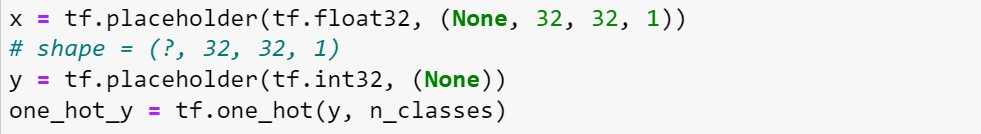 x = tf.placeholder(tf.float32, (None, 32, 32, 1))
# shape = (?, 32, 32, 1)
y = tf.placeholder(tf.int32, (None))
one_hot_y = tf.one_hot(y, n_classes)